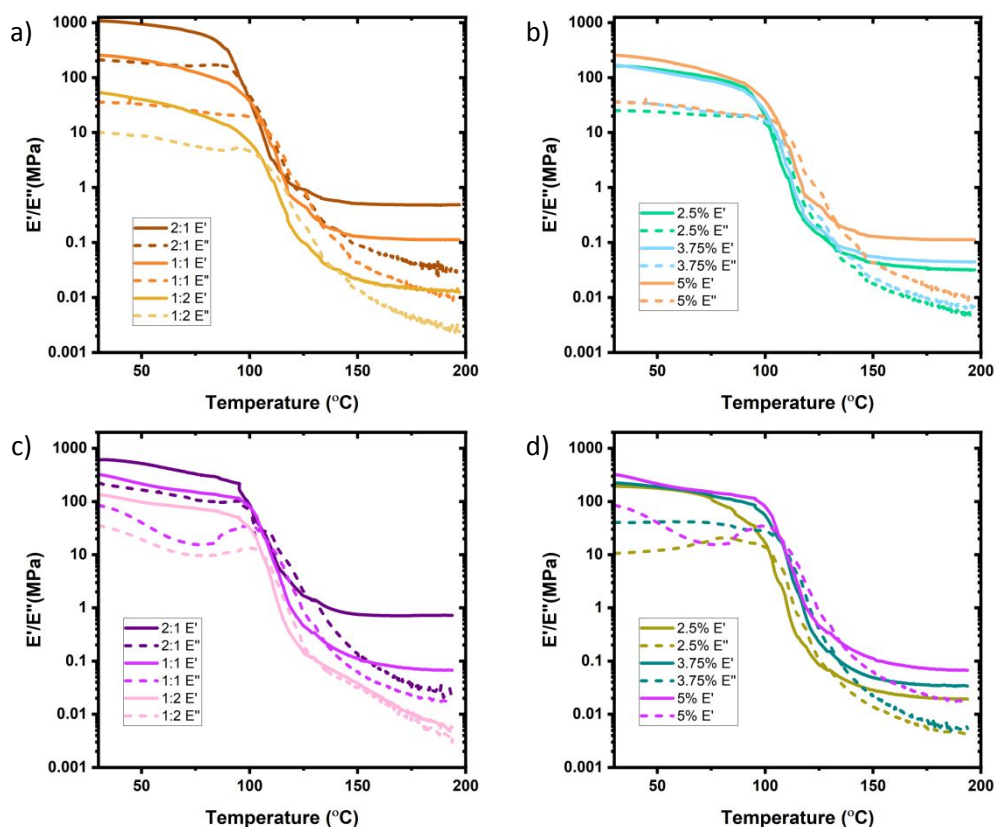 a)
E'/E''(MPa)
1000
100
10
1
0.1
0.01
0.001
2:1 E'
2:1 E''
1:1 E'
1:1 E''
1:2 E'
1:2 E''
50 100 150 200
Temperature (°C)
b)
E'/E''(MPa)
1000
100
10
1
0.1
0.01
0.001
2.5% E'
2.5% E''
3.75% E'
3.75% E''
5% E'
5% E''
50 100 150 200
Temperature (°C)
c)
E'/E''(MPa)
1000
100
10
1
0.1
0.01
0.001
2:1 E'
2:1 E''
1:1 E'
1:1 E''
1:2 E'
1:2 E''
50 100 150 200
Temperature (°C)
d)
E'/E''(MPa)
1000
100
10
1
0.1
0.01
0.001
2.5% E'
2.5% E''
3.75% E'
3.75% E''
5% E'
5% E''
50 100 150 200
Temperature (°C)